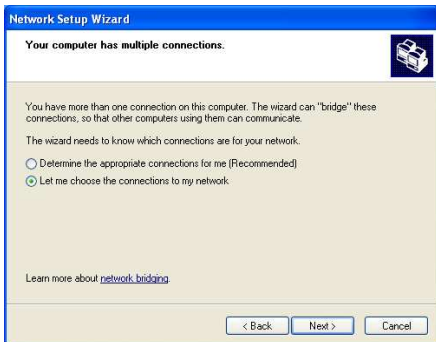 Network Setup Wizard
Your computer has multiple connections.
You have more than one connection on this computer. The wizard can "bridge" these
connections, so that other computers using them can communicate.
The wizard needs to know which connections are for your network.
Determine the appropriate connections for me (Recommended)
Let me choose the connections to my network
Learn more about network bridging.
< Back Next > Cancel